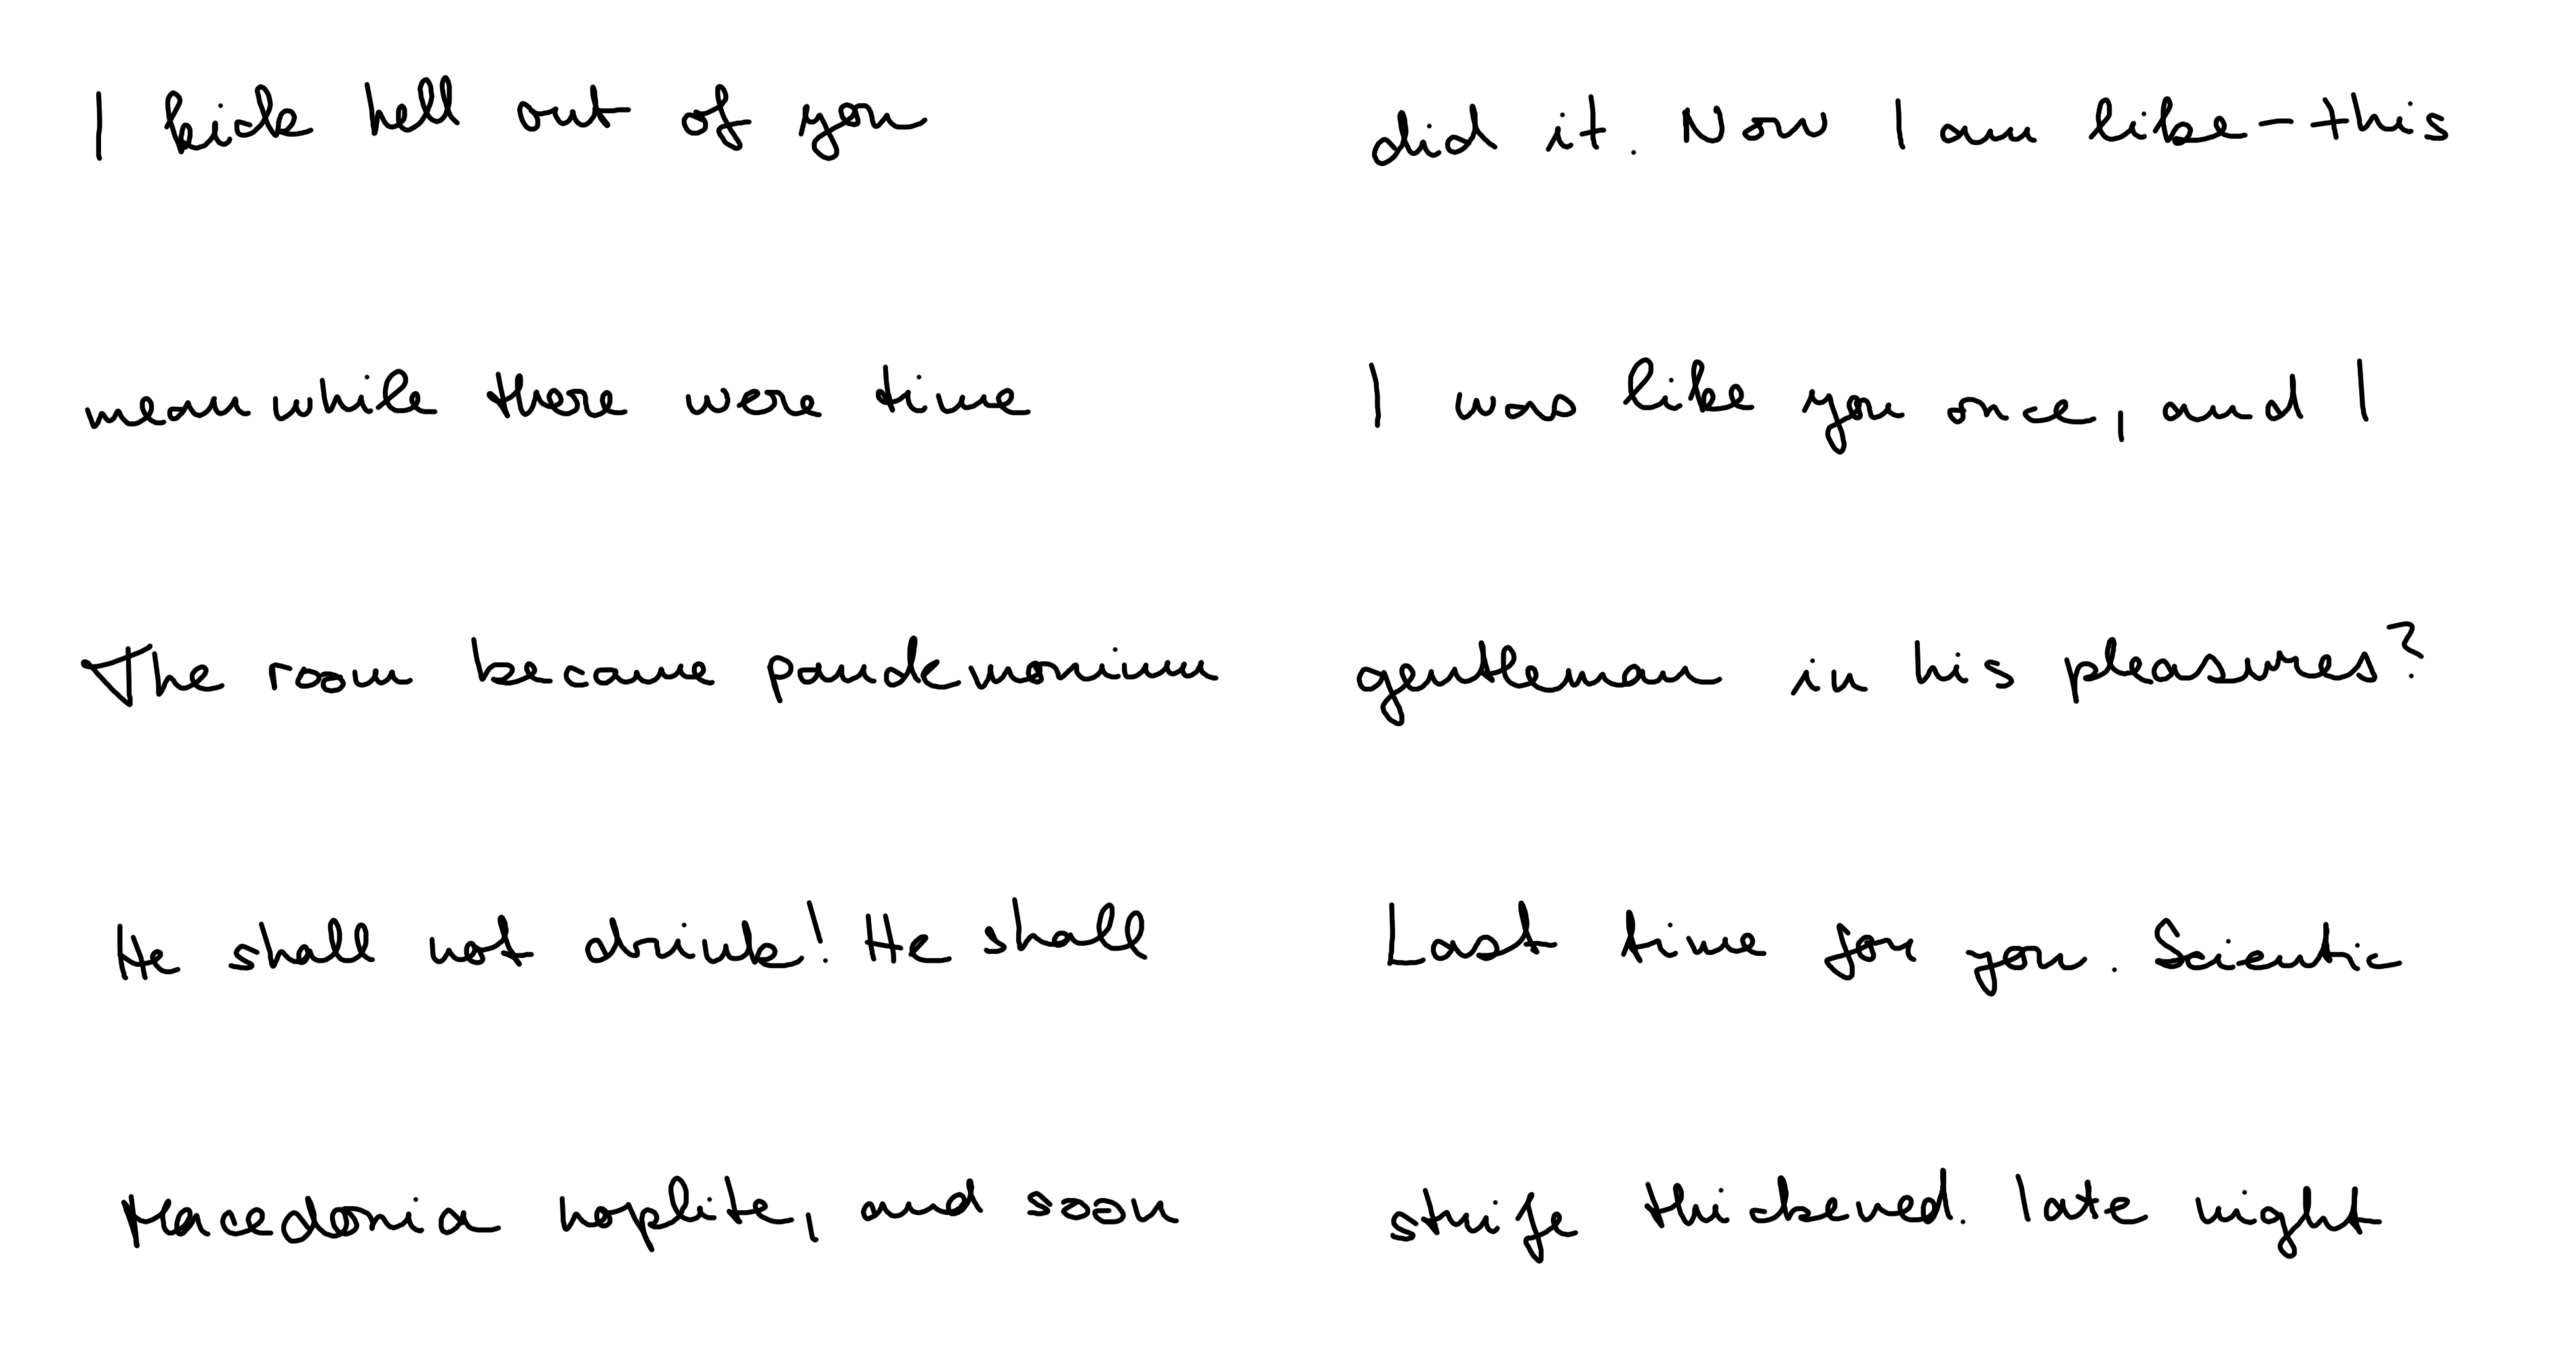 I kick hell out of you
did it. Now I am like - this
meanwhile there were time
I was like you once, and I
The room became pandemonium
gentleman in his pleasures?
He shall not drink! He shall
Last time for you. Scientic
Macedonia hoplite, and soon
strife thickened. late night